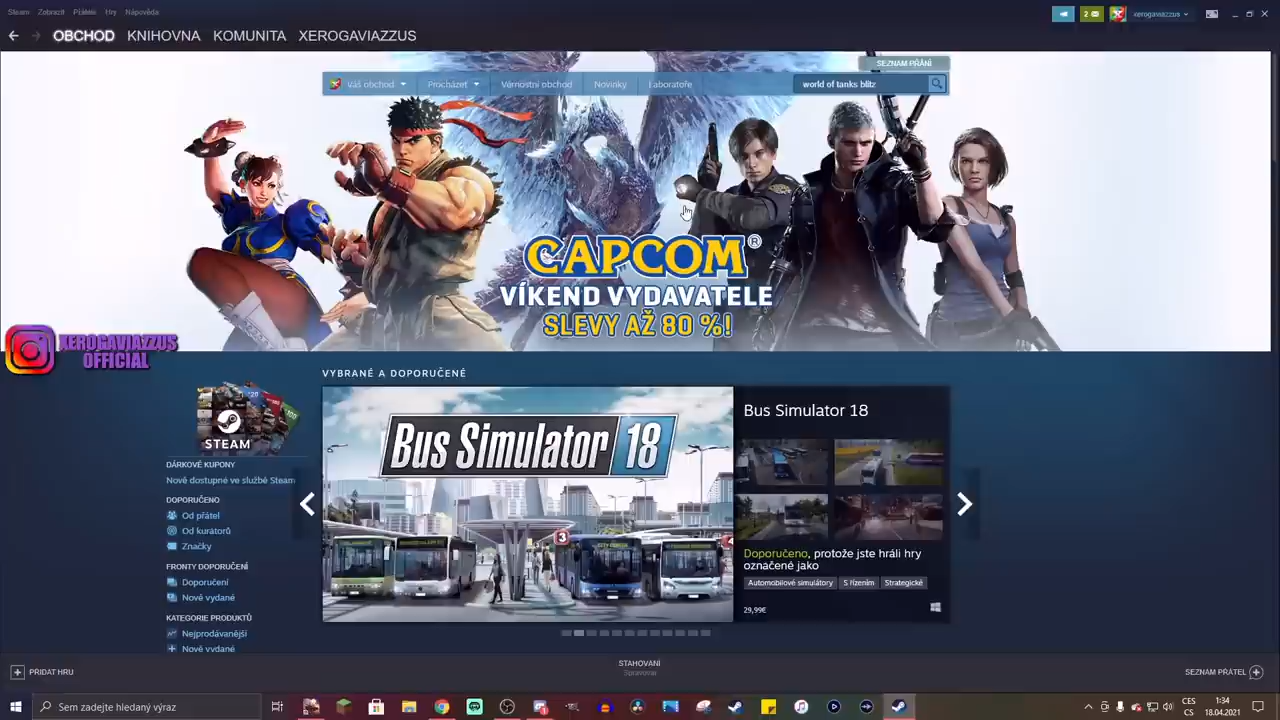 Steam Zobrazit Přátelé Hry Nápověda
2
xerogaviazzus
OBCHOD KNIHOVNA KOMUNITA XEROGAVIAZZUS
SEZNAM PŘÁNÍ
Váš obchod Procházet Věrnostní obchod Novinky Laboratoře world of tanks blitz
CAPCOM®
VÍKEND VYDAVATELE
SLEVY AŽ 80 %!
XEROGAVIAZZUS
OFFICIAL
VYBRANÉ A DOPORUČENÉ
STEAM
DÁRKOVÉ KUPONY
Nově dostupné ve službě Steam
DOPORUČENO
Od přátel
Od kurátorů
Značky
FRONTY DOPORUČENÍ
Doporučení
Nově vydané
KATEGORIE PRODUKTŮ
Nejprodávanější
Nově vydané
Bus Simulator 18
3
Bus Simulator 18
Doporučeno, protože jste hráli hry
označené jako
Automobilové simulátory S řízením Strategické
29,99€
PŘIDAT HRU
STAHOVÁNÍ
Spravovat
SEZNAM PŘÁTEL
Sem zadejte hledaný výraz
CES
CS
1:34
18.04.2021